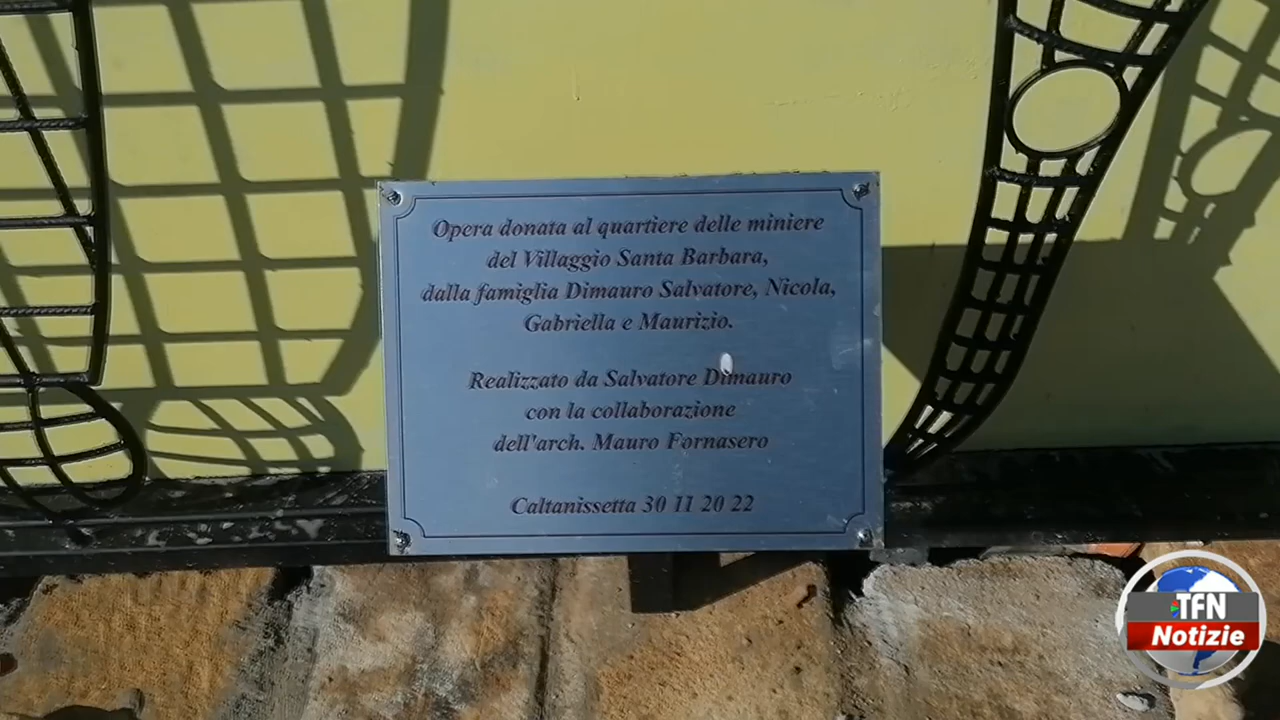 Opera donata al quartiere delle miniere
del Villaggio Santa Barbara,
dalla famiglia Dimauro Salvatore, Nicola,
Gabriella e Maurizio.
Realizzato da Salvatore Dimauro
con la collaborazione
dell'arch. Mauro Fornasero
Caltanissetta 30 11 20 22
TFN
Notizie